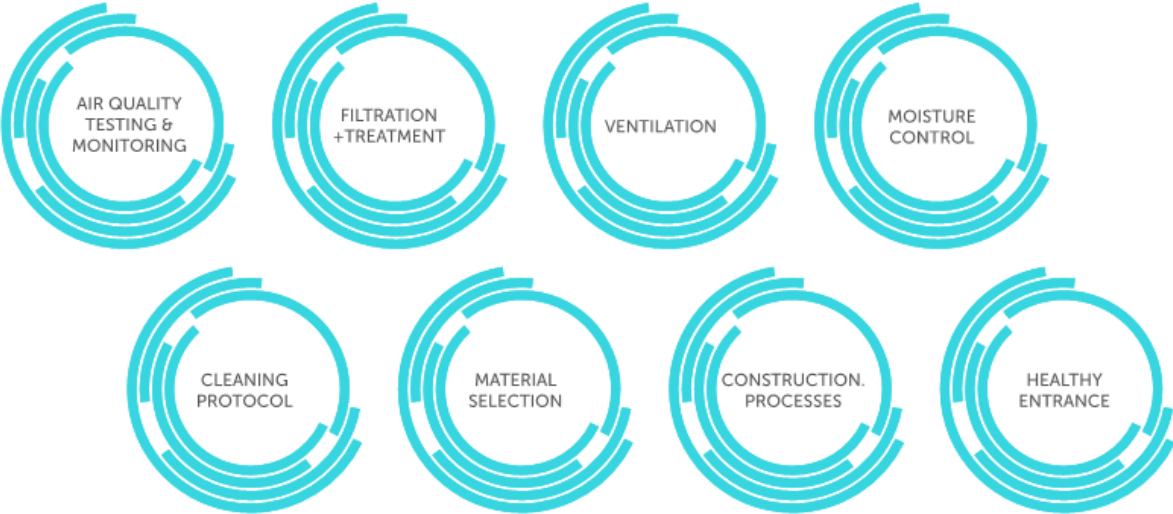 AIR QUALITY
TESTING &
MONITORING
FILTRATION
+TREATMENT
VENTILATION
MOISTURE
CONTROL
CLEANING
PROTOCOL
MATERIAL
SELECTION
CONSTRUCTION.
PROCESSES
HEALTHY
ENTRANCE